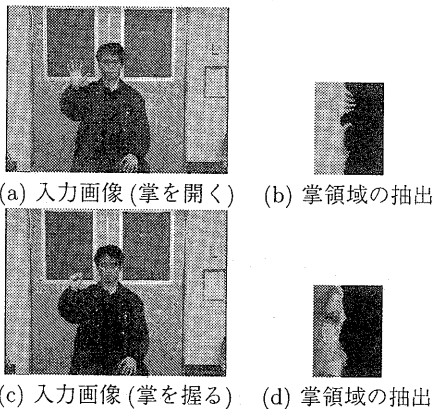 (a) 入力画像 (掌を開く)
(b) 掌領域の抽出
(c) 入力画像 (掌を握る)
(d) 掌領域の抽出